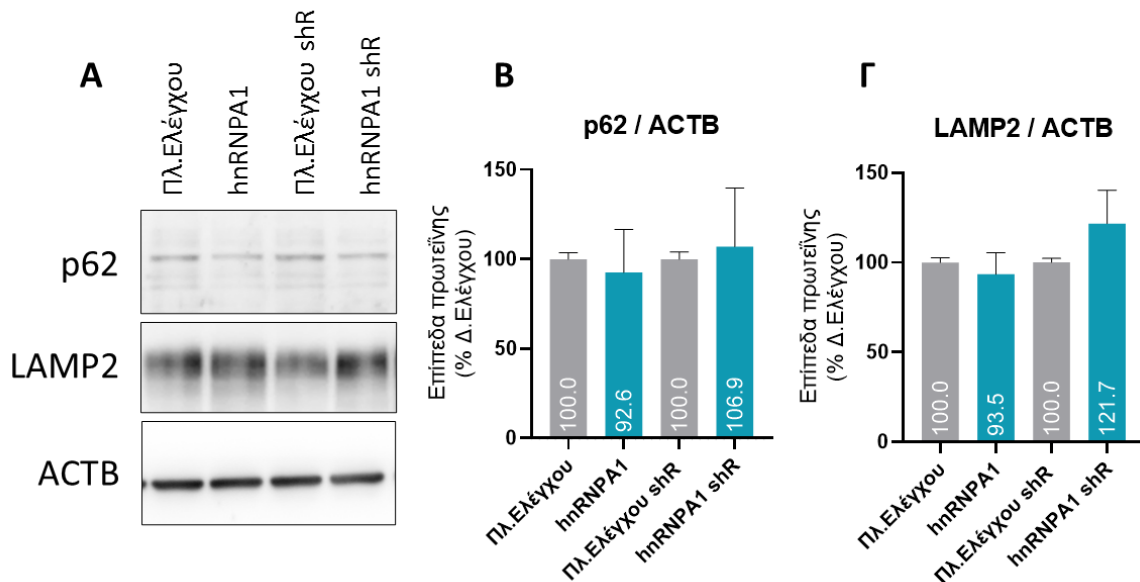 A
Πλ.Ελέγχου
hnRNPA1
Πλ.Ελέγχου shR
hnRNPA1 shR
p62
LAMP2
ACTB
B
p62 / ACTB
Επίπεδα πρωτεΐνης
(% Δ.Ελέγχου)
150
100
50
0
100.0
92.6
100.0
106.9
Πλ.Ελέγχου
hnRNPA1
Πλ.Ελέγχου shR
hnRNPA1 shR
Γ
LAMP2 / ACTB
Επίπεδα πρωτεΐνης
(% Δ.Ελέγχου)
150
100
50
0
100.0
93.5
100.0
121.7
Πλ.Ελέγχου
hnRNPA1
Πλ.Ελέγχου shR
hnRNPA1 shR